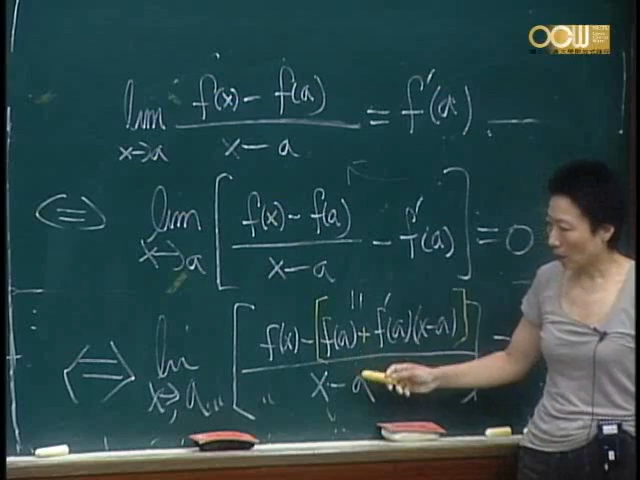 OCW
lim x→a (f(x) - f(a)) / (x - a) = f'(a)
⟺ lim x→a [ (f(x) - f(a)) / (x - a) - f'(a) ] = 0
⟺ lim x→a [ (f(x) - [f(a) + f'(a)(x-a)]) / (x - a) ] =